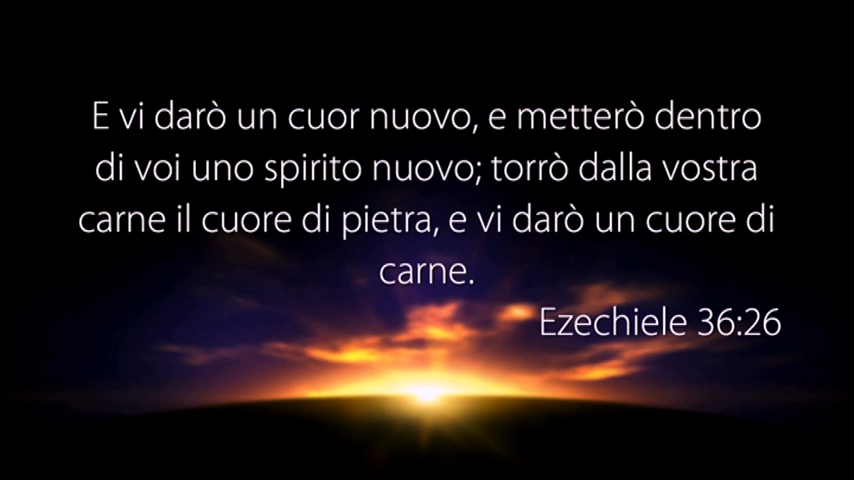 E vi darò un cuor nuovo, e metterò dentro
di voi uno spirito nuovo; torrò dalla vostra
carne il cuore di pietra, e vi darò un cuore di
carne.
Ezechiele 36:26